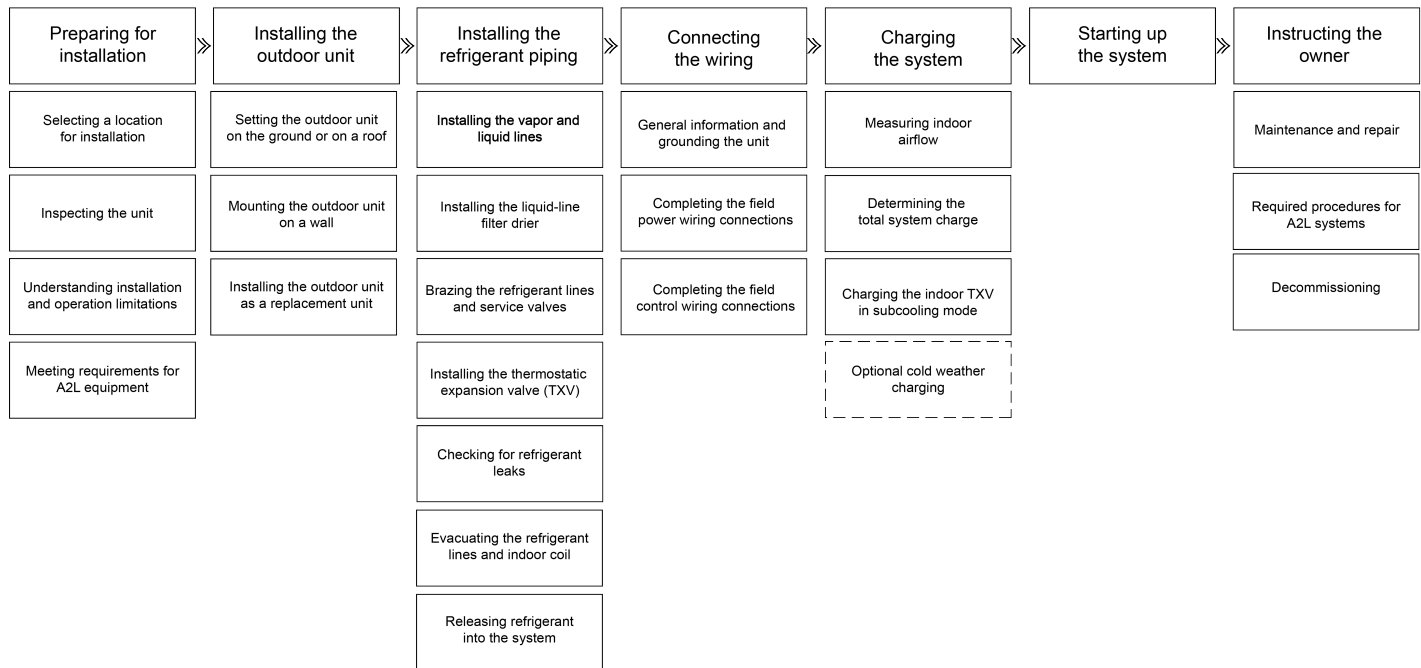 Preparing for
installation
Installing the
outdoor unit
Installing the
refrigerant piping
Connecting
the wiring
Charging
the system
Starting up
the system
Instructing the
owner
Selecting a location
for installation
Inspecting the unit
Understanding installation
and operation limitations
Meeting requirements for
A2L equipment
Setting the outdoor unit
on the ground or on a roof
Mounting the outdoor unit
on a wall
Installing the outdoor unit
as a replacement unit
Installing the vapor and
liquid lines
Installing the liquid-line
filter drier
Brazing the refrigerant lines
and service valves
Installing the thermostatic
expansion valve (TXV)
Checking for refrigerant
leaks
Evacuating the refrigerant
lines and indoor coil
Releasing refrigerant
into the system
General information and
grounding the unit
Completing the field
power wiring connections
Completing the field
control wiring connections
Measuring indoor
airflow
Determining the
total system charge
Charging the indoor TXV
in subcooling mode
Optional cold weather
charging
Maintenance and repair
Required procedures for
A2L systems
Decommissioning